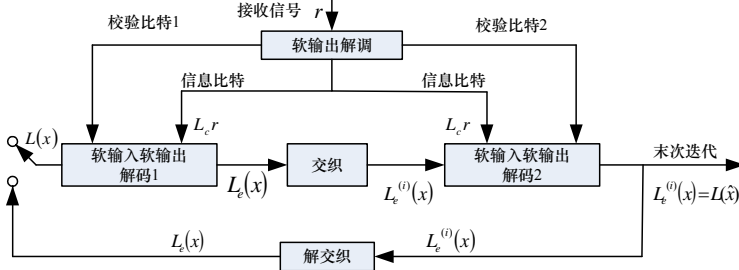 接收信号 r
校验比特1
校验比特2
软输出解调
信息比特
信息比特
L(x)
L_c r
L_c r
软输入软输出
解码1
L_e(x)
交织
L_e^{(i)}(x)
软输入软输出
解码2
末次迭代
L_e^{(i)}(x)=L(x̂)
L_e(x)
解交织
L_e^{(i)}(x)